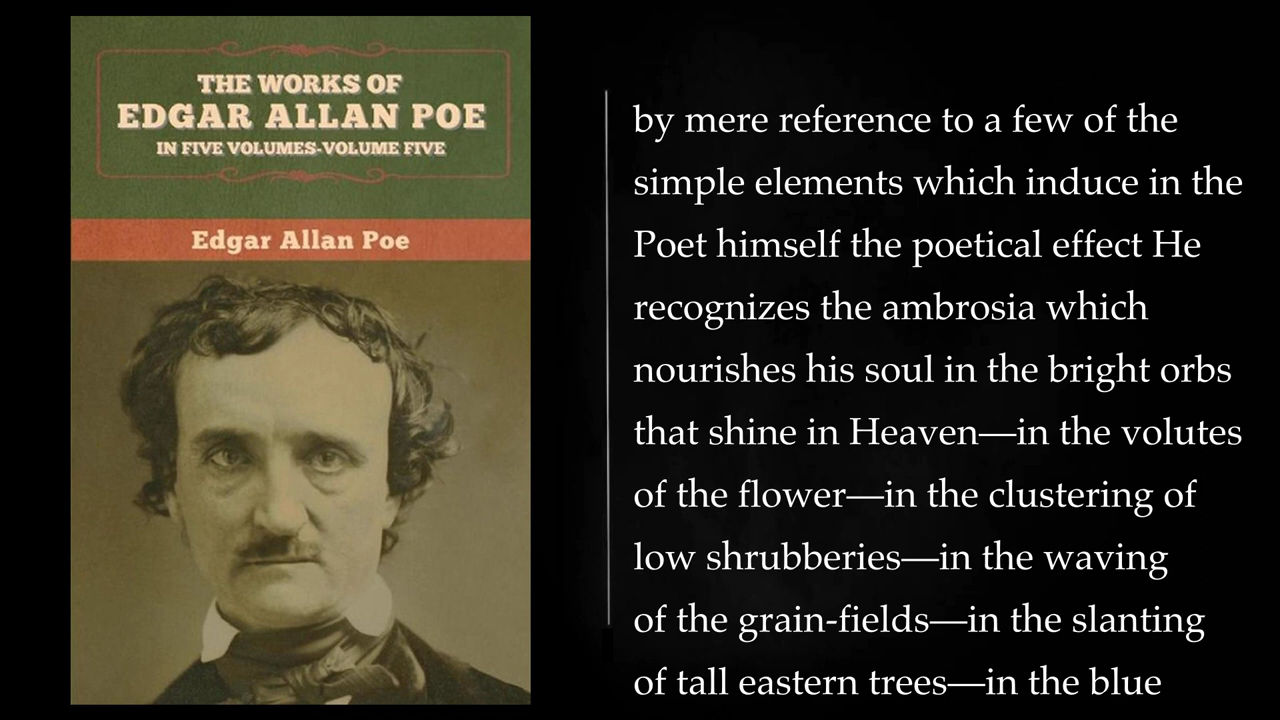 THE WORKS OF
EDGAR ALLAN POE
IN FIVE VOLUMES-VOLUME FIVE
Edgar Allan Poe
by mere reference to a few of the
simple elements which induce in the
Poet himself the poetical effect He
recognizes the ambrosia which
nourishes his soul in the bright orbs
that shine in Heaven—in the volutes
of the flower—in the clustering of
low shrubberies—in the waving
of the grain-fields—in the slanting
of tall eastern trees—in the blue